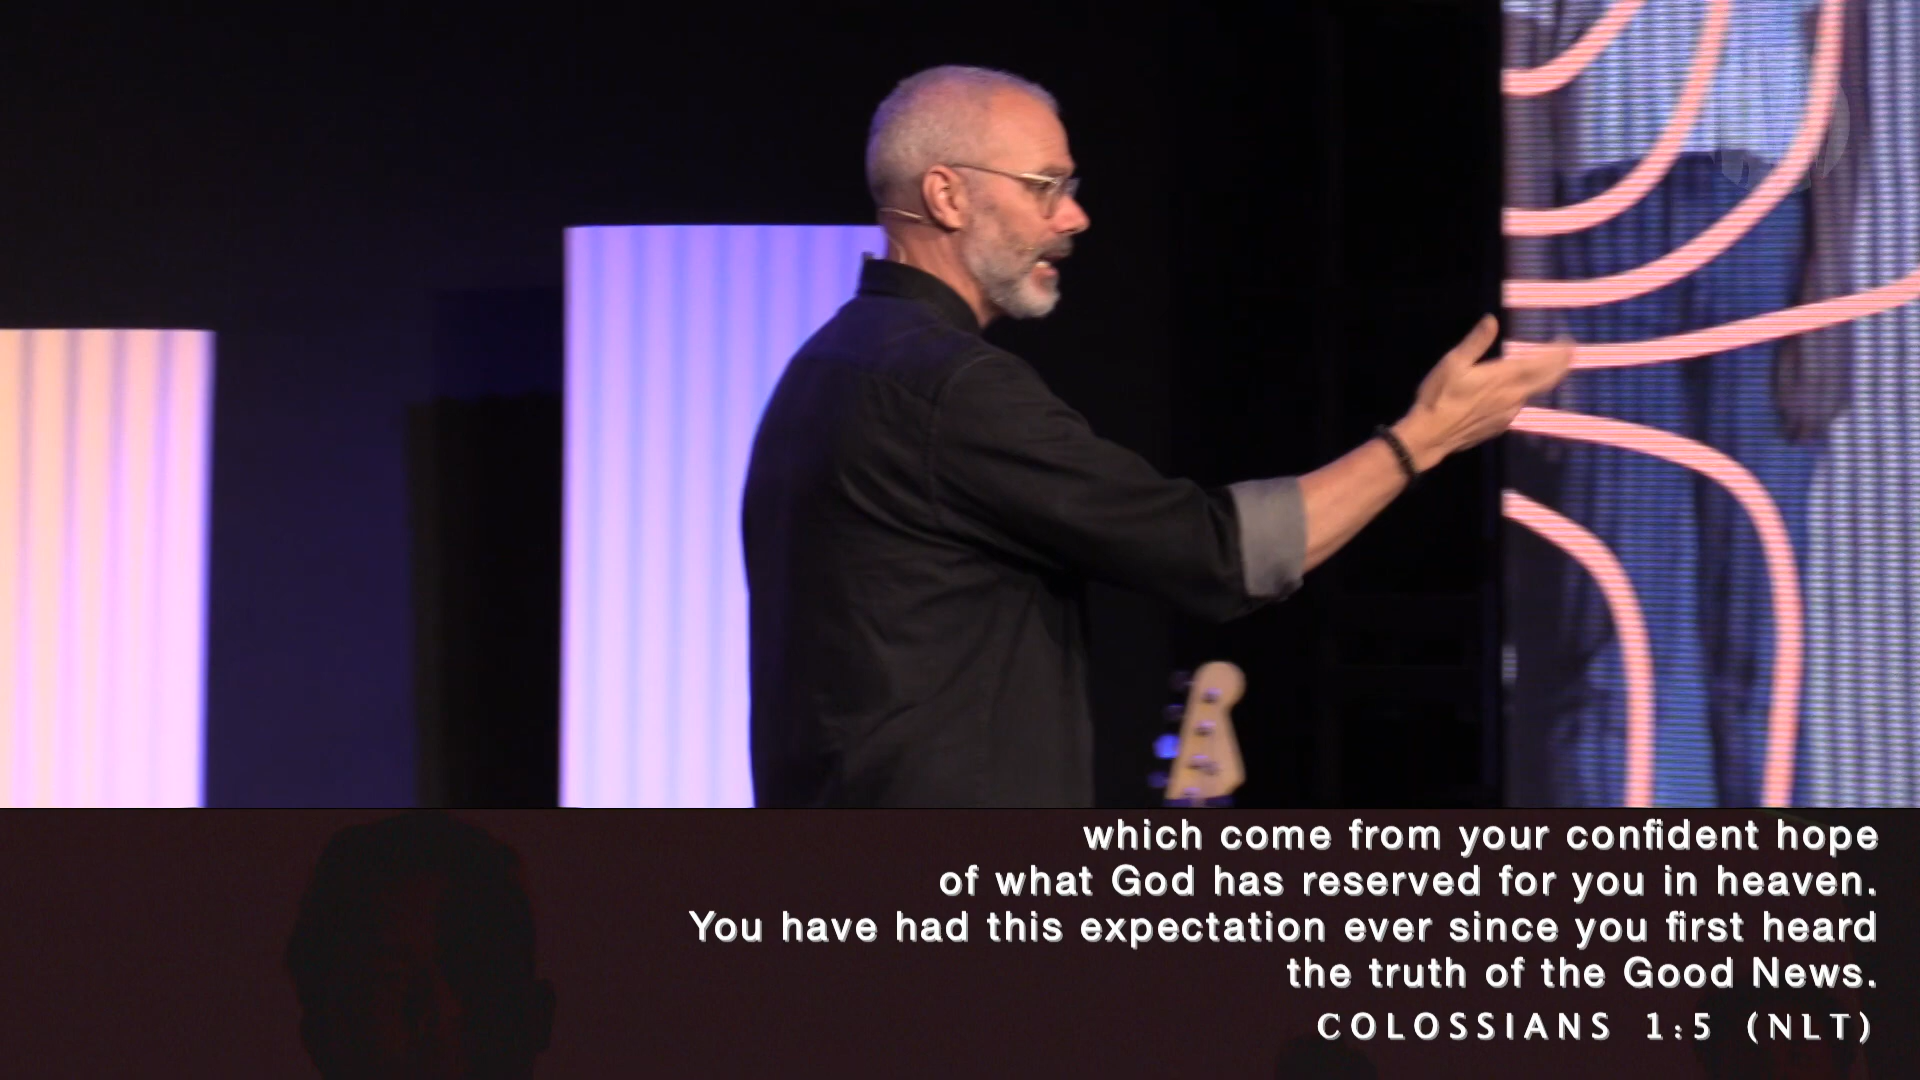 which come from your confident hope
of what God has reserved for you in heaven.
You have had this expectation ever since you first heard
the truth of the Good News.
COLOSSIANS 1:5 (NLT)